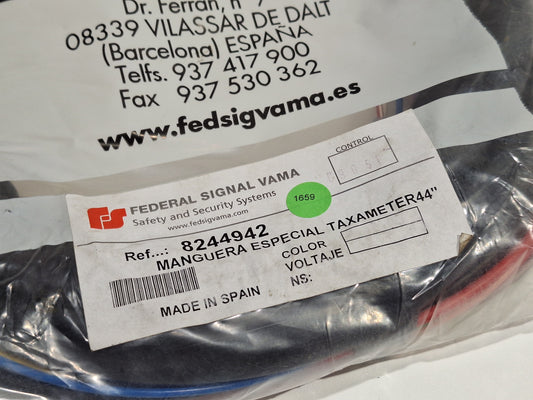 Dr. Ferran, nº
08339 VILASSAR DE DALT
(Barcelona) ESPAÑA
Telfs. 937 417 900
Fax 937 530 362
www.fedsigvama.es
CONTROL
FEDERAL SIGNAL VAMA
Safety and Security Systems
www.fedsigvama.com
1659
Ref...: 8244942
MANGUERA ESPECIAL TAXAMETER44"
COLOR
VOLTAJE
MADE IN SPAIN
NS: